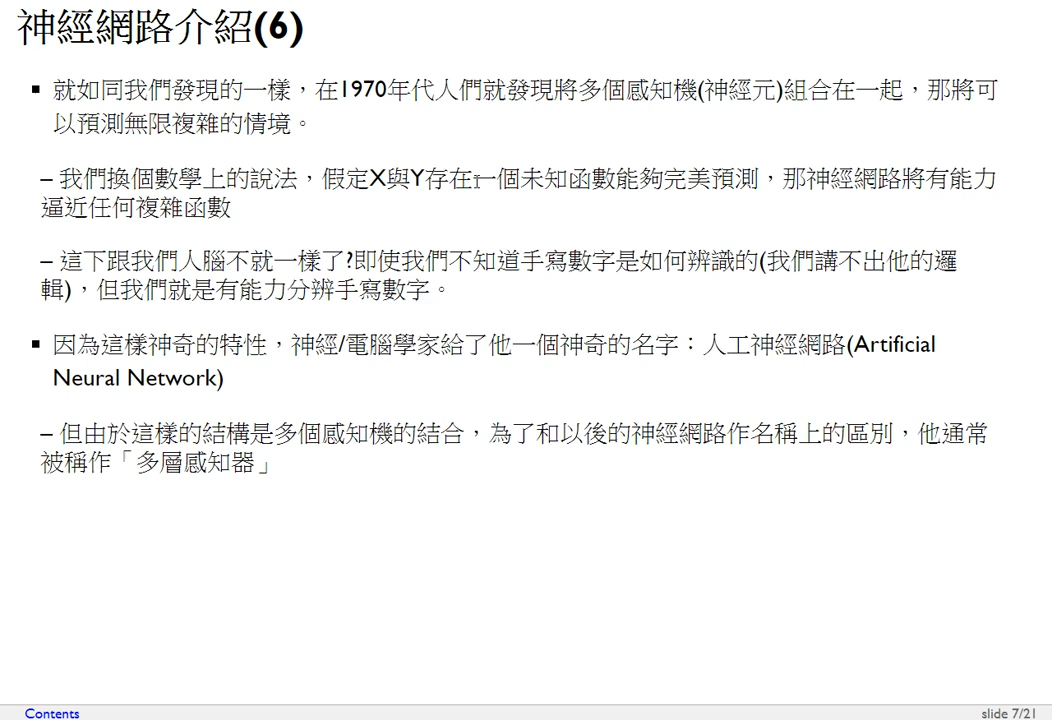 神經網路介紹(6)
▪ 就如同我們發現的一樣，在1970年代人們就發現將多個感知機(神經元)組合在一起，那將可
以預測無限複雜的情境。
– 我們換個數學上的說法，假定X與Y存在一個未知函數能夠完美預測，那神經網路將有能力
逼近任何複雜函數
– 這下跟我們人腦不就一樣了?即使我們不知道手寫數字是如何辨識的(我們講不出他的邏
輯)，但我們就是有能力分辨手寫數字。
▪ 因為這樣神奇的特性，神經/電腦學家給了他一個神奇的名字：人工神經網路(Artificial
Neural Network)
– 但由於這樣的結構是多個感知機的結合，為了和以後的神經網路作名稱上的區別，他通常
被稱作「多層感知器」
Contents
slide 7/21